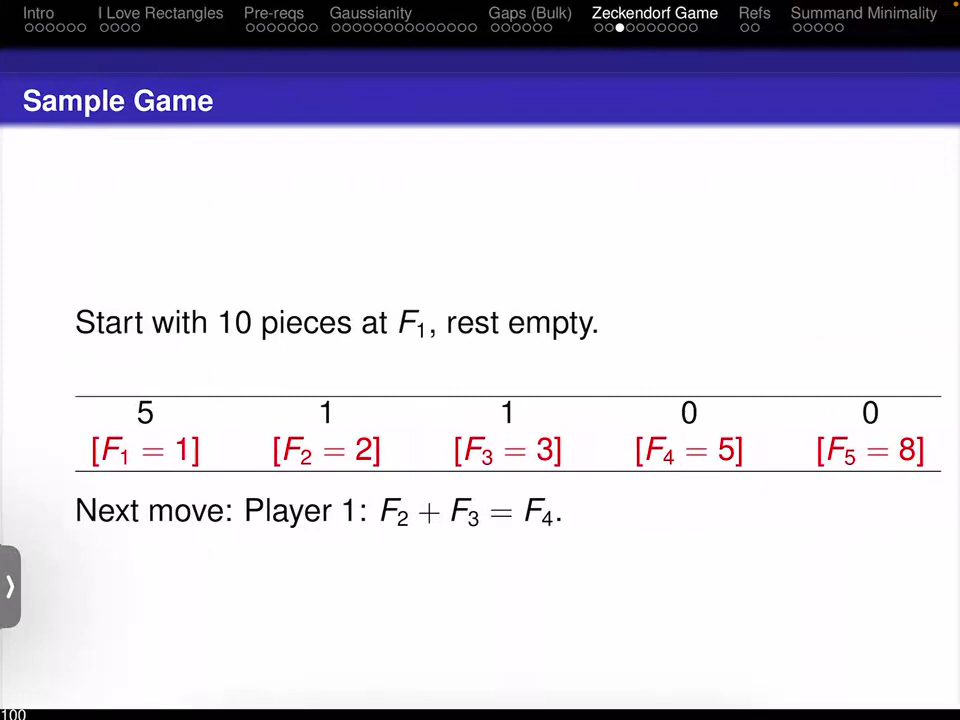 Intro I Love Rectangles Pre-reqs Gaussianity Gaps (Bulk) Zeckendorf Game Refs Summand Minimality
Sample Game
Start with 10 pieces at F₁, rest empty.
5 1 1 0 0
[F₁ = 1] [F₂ = 2] [F₃ = 3] [F₄ = 5] [F₅ = 8]
Next move: Player 1: F₂ + F₃ = F₄.
100